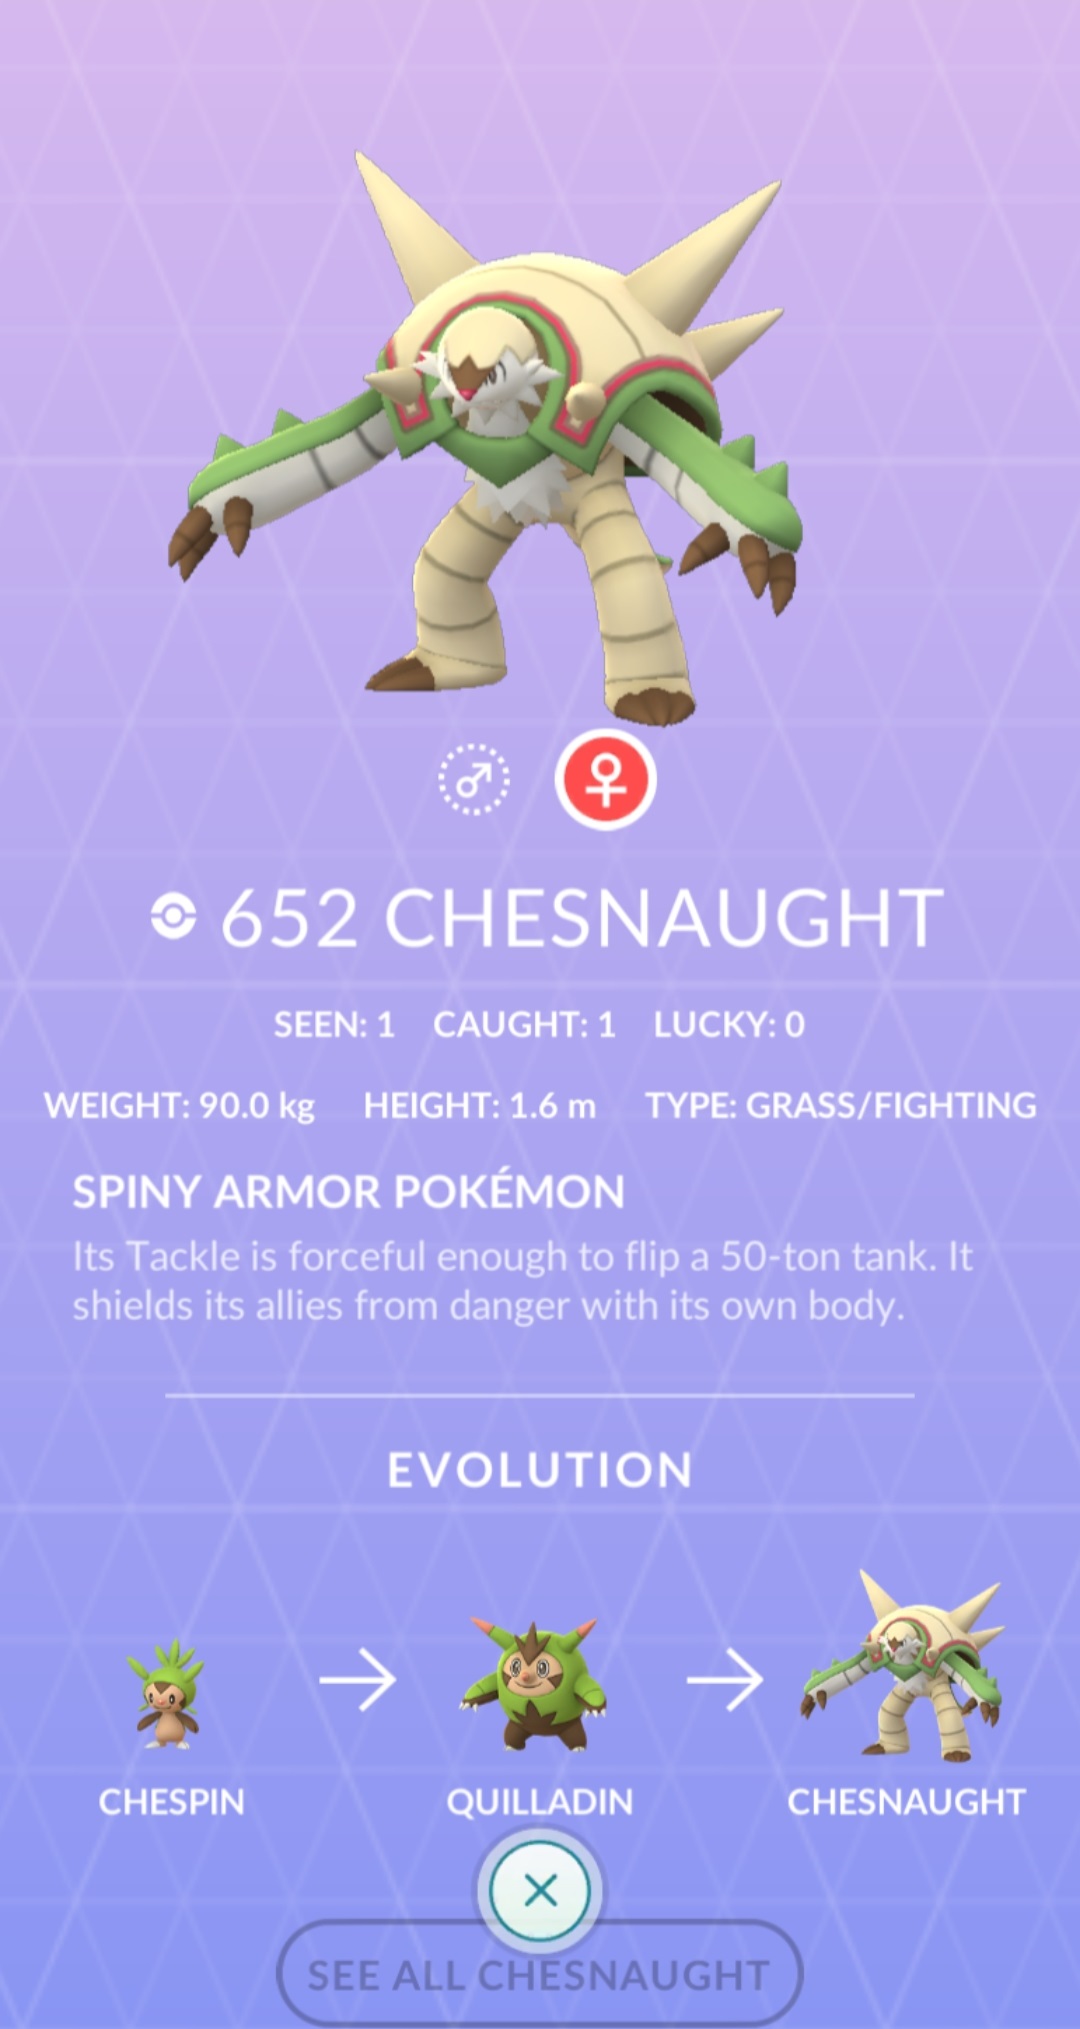 652 CHESNAUGHT
SEEN: 1 CAUGHT: 1 LUCKY: 0
WEIGHT: 90.0 kg HEIGHT: 1.6 m TYPE: GRASS/FIGHTING
SPINY ARMOR POKÉMON
Its Tackle is forceful enough to flip a 50-ton tank. It
shields its allies from danger with its own body.
EVOLUTION
CHESPIN QUILLADIN CHESNAUGHT
SEE ALL CHESNAUGHT